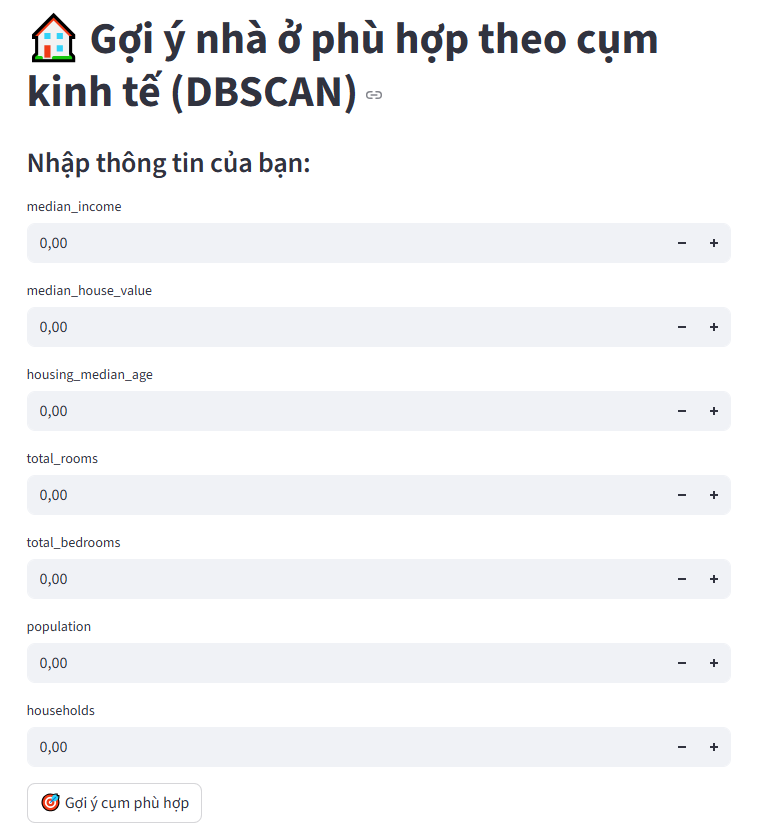 🏠 Gợi ý nhà ở phù hợp theo cụm
kinh tế (DBSCAN)
Nhập thông tin của bạn:
median_income
0,00
median_house_value
0,00
housing_median_age
0,00
total_rooms
0,00
total_bedrooms
0,00
population
0,00
households
0,00
🎯 Gợi ý cụm phù hợp